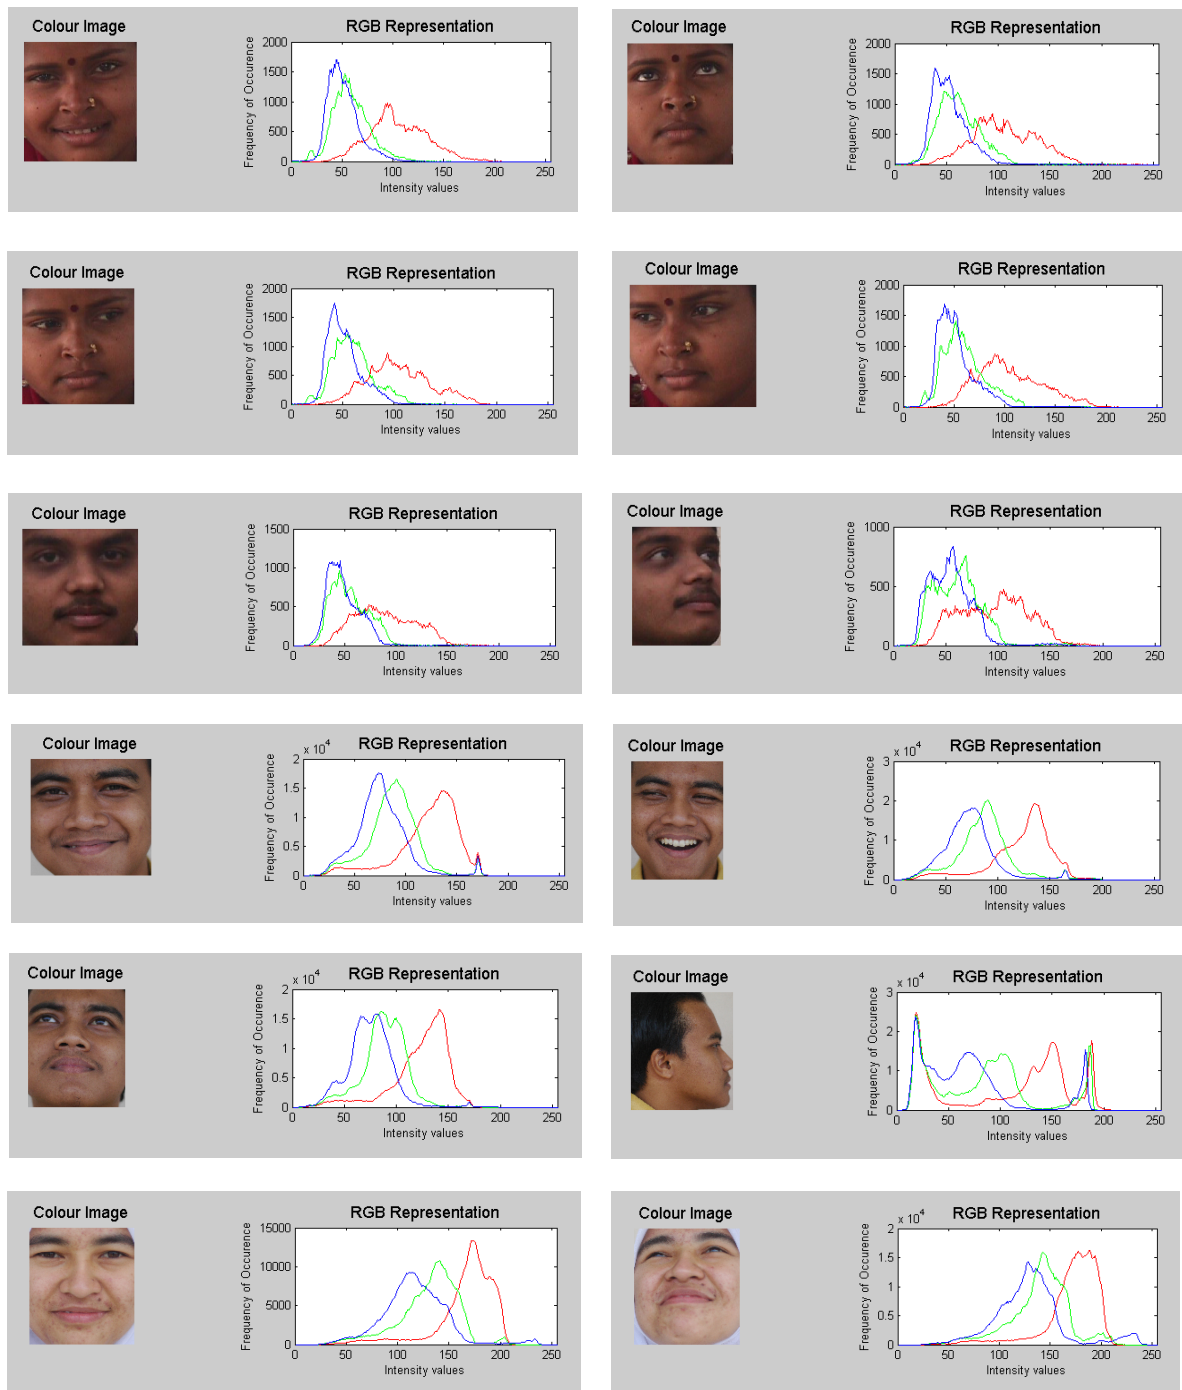 Colour Image
RGB Representation
Frequency of Occurence
2000
1500
1000
500
0
0 50 100 150 200 250
Intensity values
Colour Image
RGB Representation
Frequency of Occurence
2000
1500
1000
500
0
0 50 100 150 200 250
Intensity values
Colour Image
RGB Representation
Frequency of Occurence
2000
1500
1000
500
0
0 50 100 150 200 250
Intensity values
Colour Image
RGB Representation
Frequency of Occurence
2000
1500
1000
500
0
0 50 100 150 200 250
Intensity values
Colour Image
RGB Representation
Frequency of Occurence
1500
1000
500
0
0 50 100 150 200 250
Intensity values
Colour Image
RGB Representation
Frequency of Occurence
1000
500
0
0 50 100 150 200 250
Intensity values
Colour Image
RGB Representation
x 10^4
Frequency of Occurence
2
1.5
1
0.5
0
0 50 100 150 200 250
Intensity values
Colour Image
RGB Representation
x 10^4
Frequency of Occurence
3
2
1
0
0 50 100 150 200 250
Intensity values
Colour Image
RGB Representation
x 10^4
Frequency of Occurence
2
1.5
1
0.5
0
0 50 100 150 200 250
Intensity values
Colour Image
RGB Representation
x 10^4
Frequency of Occurence
3
2
1
0
0 50 100 150 200 250
Intensity values
Colour Image
RGB Representation
Frequency of Occurence
15000
10000
5000
0
0 50 100 150 200 250
Intensity values
Colour Image
RGB Representation
x 10^4
Frequency of Occurence
2
1.5
1
0.5
0
0 50 100 150 200 250
Intensity values